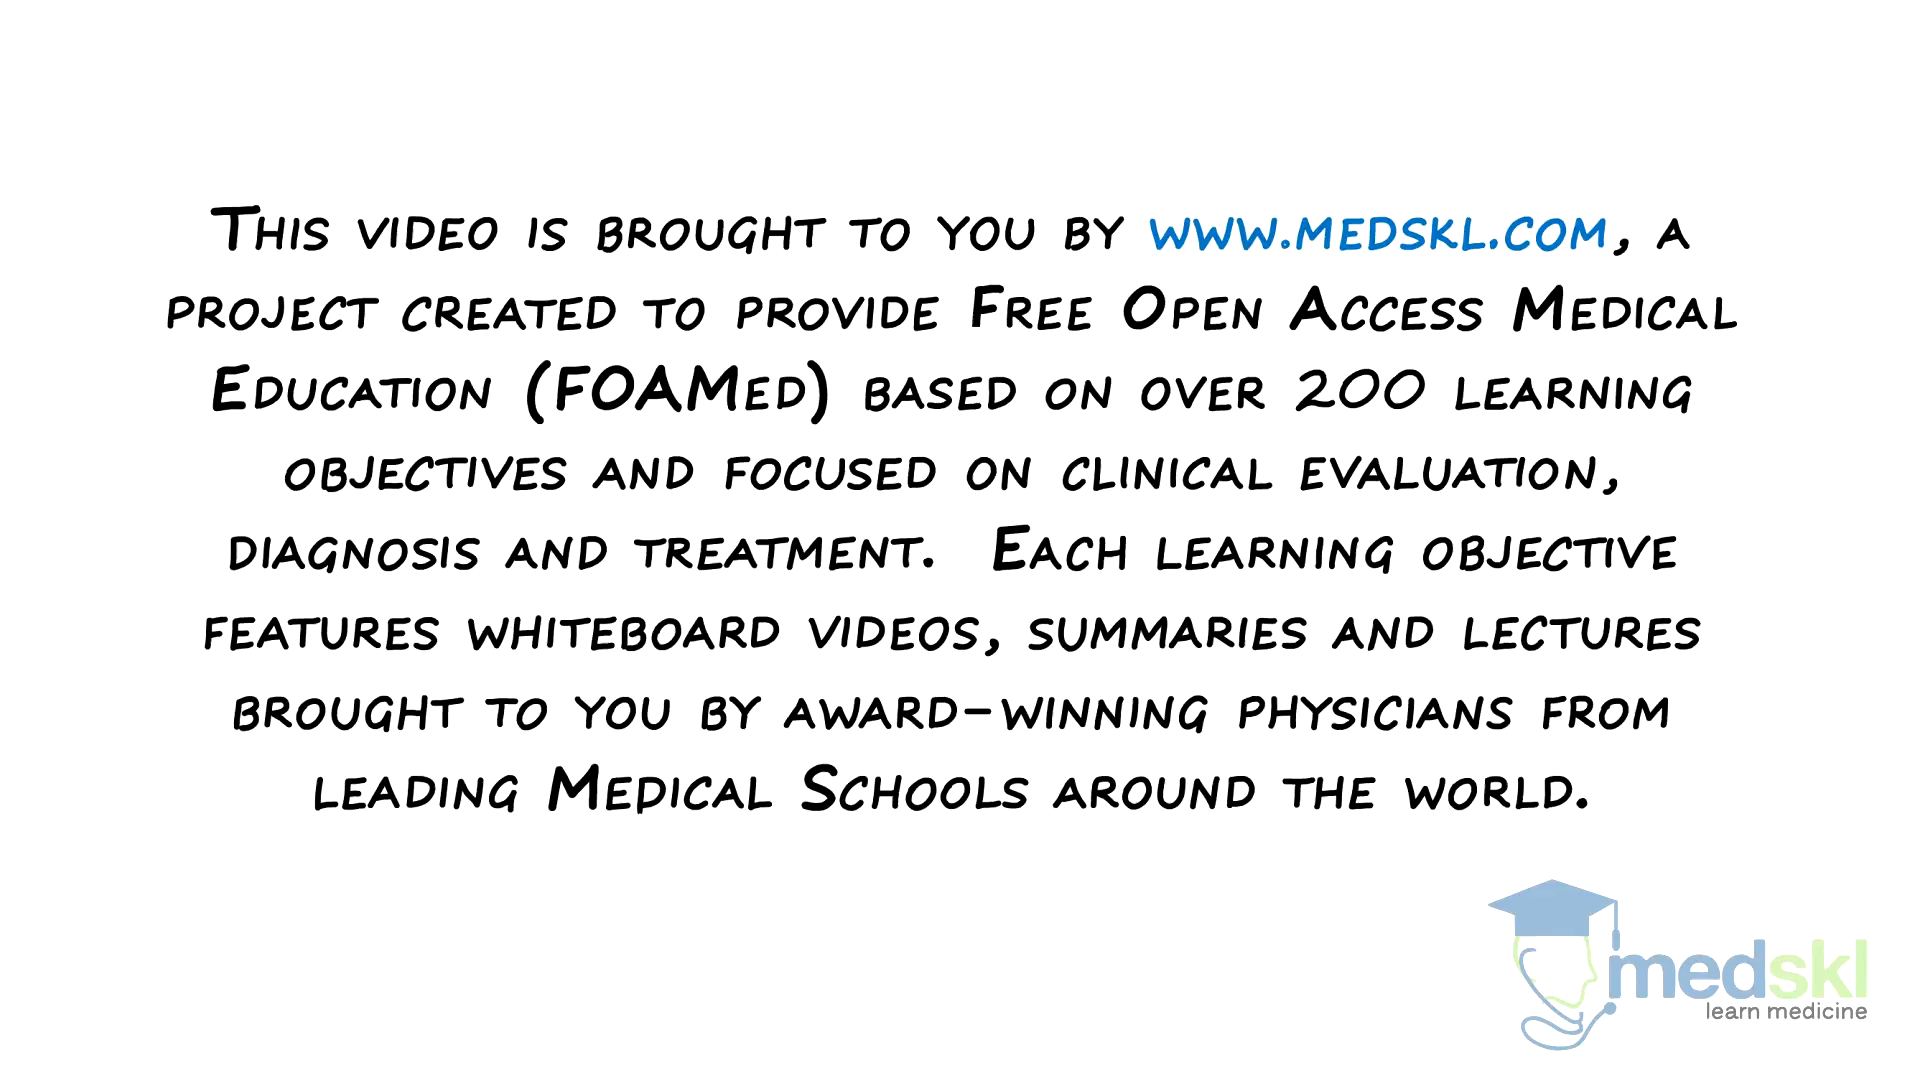 This video is brought to you by www.medskl.com, a
project created to provide Free Open Access Medical
Education (FOAMed) based on over 200 learning
objectives and focused on clinical evaluation,
diagnosis and treatment.  Each learning objective
features whiteboard videos, summaries and lectures
brought to you by award-winning physicians from
leading Medical Schools around the world.
medskl
learn medicine